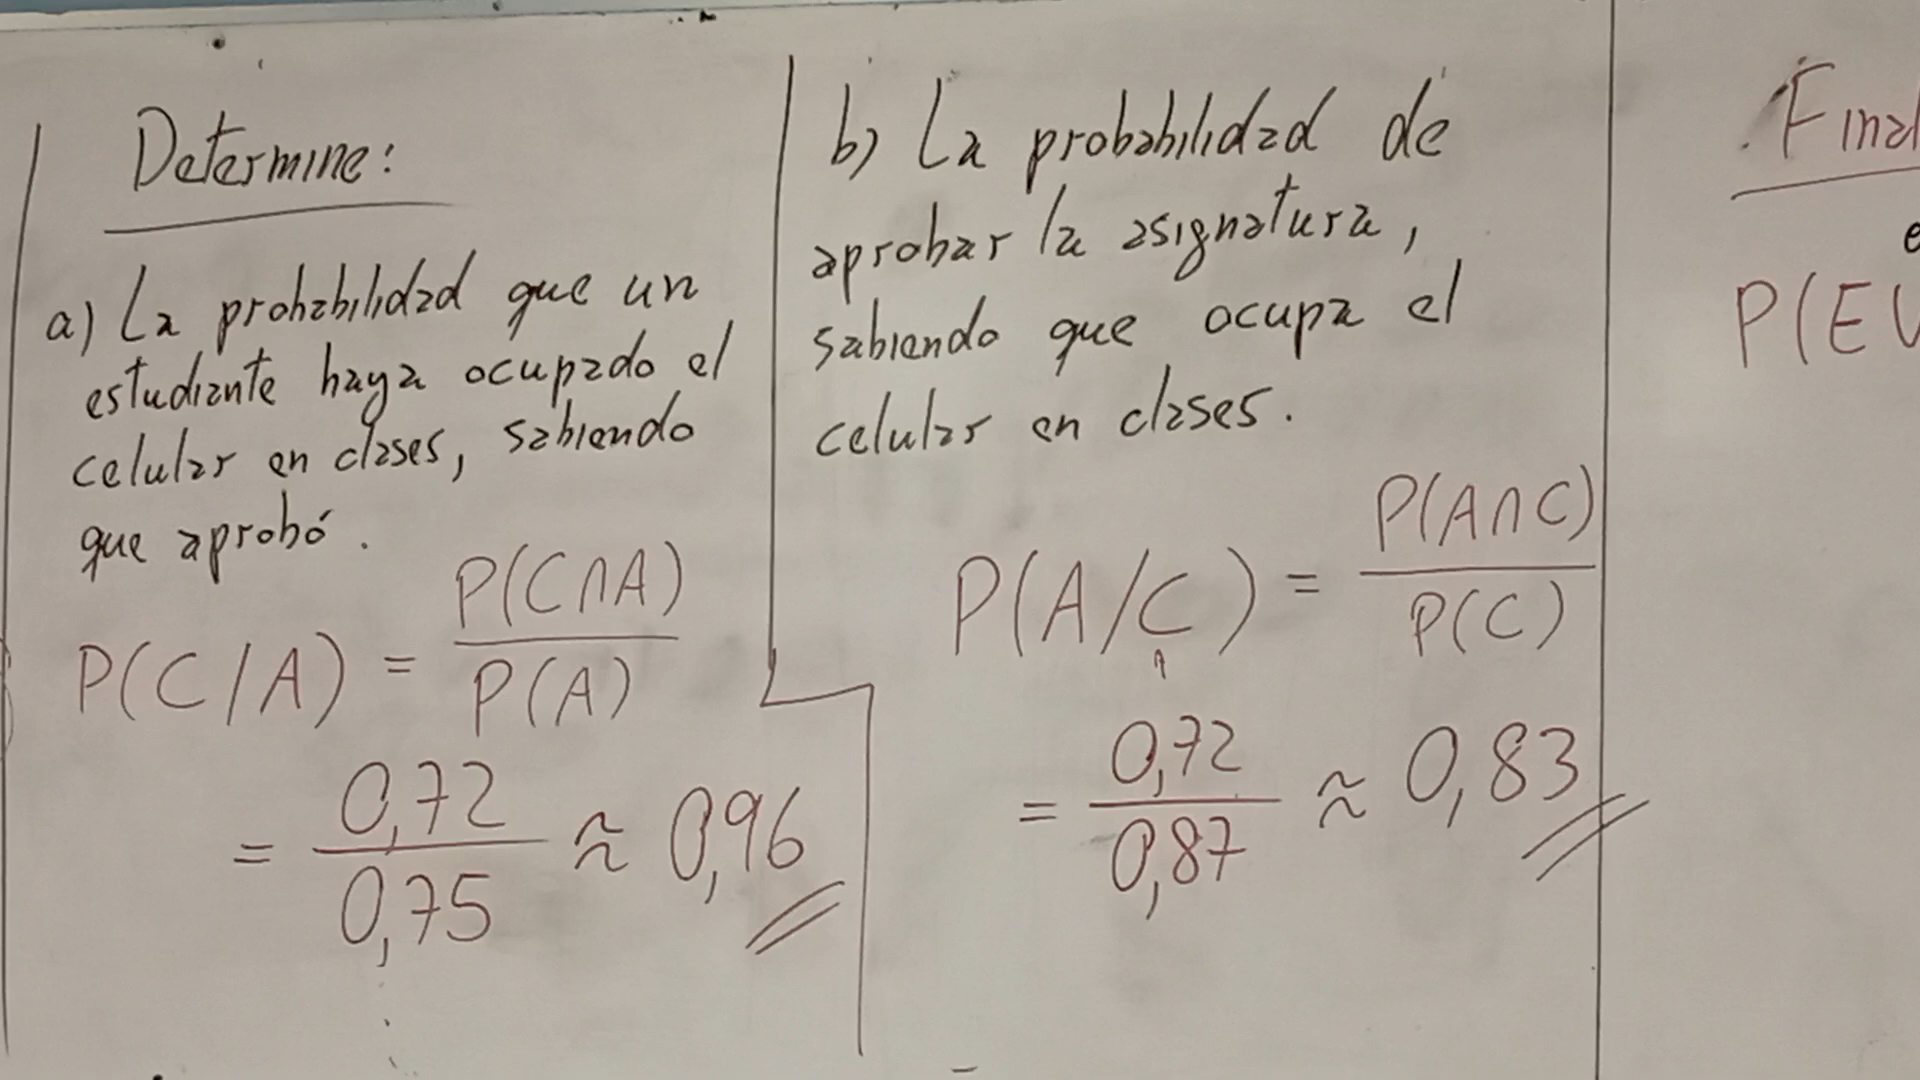 Determine:
a) La probabilidad que un
estudiante haya ocupado el
celular en clases, sabiendo
que aprobó.
P(C/A) = P(C∩A) / P(A)
= 0,72 / 0,75 ≈ 0,96
b) La probabilidad de
aprobar la asignatura,
sabiendo que ocupa el
celular en clases.
P(A/C) = P(A∩C) / P(C)
= 0,72 / 0,87 ≈ 0,83
Final
P(E∪